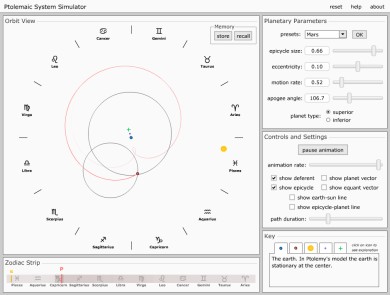 Ptolemaic System Simulator
reset help about
Orbit View
Memory
store recall
Cancer
Gemini
Leo
Taurus
Virgo
Aries
Libra
Pisces
Scorpius
Aquarius
Sagittarius
Capricorn
Zodiac Strip
Pisces Aquarius Capricorn Sagittarius Scorpius Libra Virgo Leo Cancer Gemini Taurus Aries
Planetary Parameters
presets: Mars OK
epicycle size: 0.66
eccentricity: 0.10
motion rate: 0.52
apogee angle: 106.7
planet type: superior
inferior
Controls and Settings
pause animation
animation rate:
show deferent show planet vector
show epicycle show equant vector
show earth-sun line
show epicycle-planet line
path duration:
Key
click on icon to see explanation
The earth. In Ptolemy's model the earth is
stationary at the center.